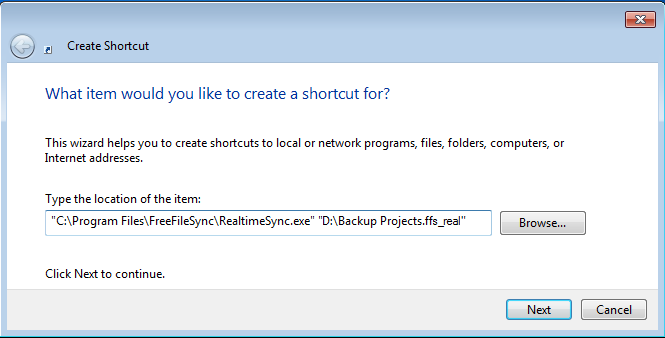 Create Shortcut
What item would you like to create a shortcut for?
This wizard helps you to create shortcuts to local or network programs, files, folders, computers, or
Internet addresses.
Type the location of the item:
"C:\Program Files\FreeFileSync\RealtimeSync.exe" "D:\Backup Projects.ffs_real"
Browse...
Click Next to continue.
Next
Cancel